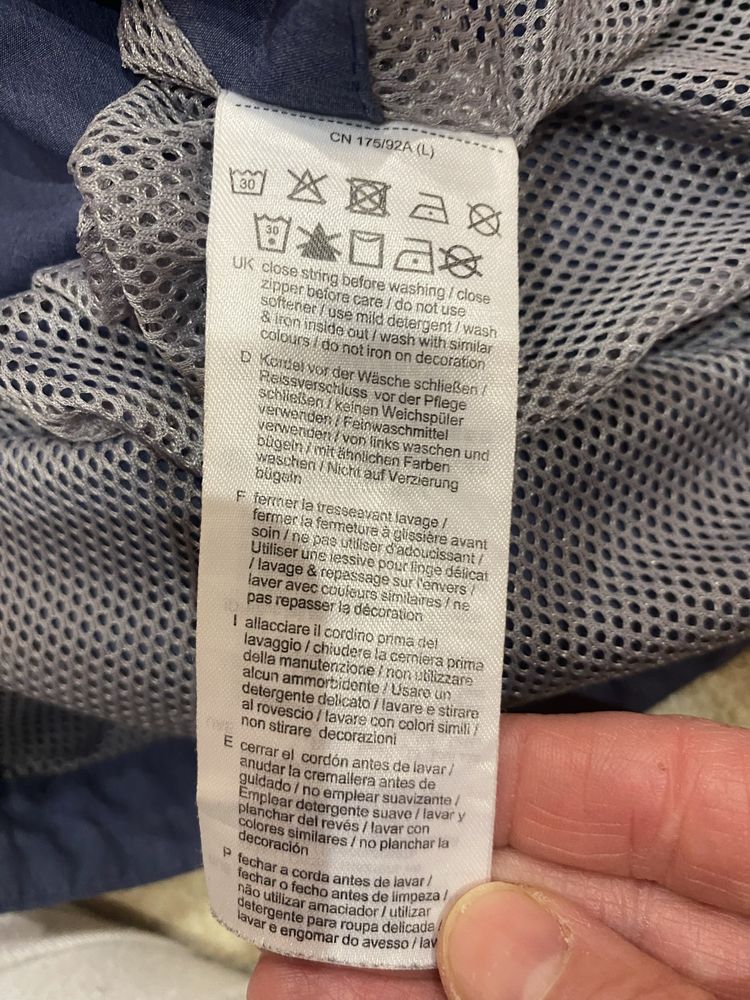 CN 175/92A (L)
30
30
UK close string before washing / close
zipper before care / do not use
softener / use mild detergent / wash
& iron inside out / wash with similar
colours / do not iron on decoration
D Kordel vor der Wäsche schließen /
Reissverschluss vor der Pflege
schließen / keinen Weichspüler
verwenden / Feinwaschmittel
verwenden / von links waschen und
bügeln / mit ähnlichen Farben
waschen / Nicht auf Verzierung
bügeln
F fermer la tresseavant lavage /
fermer la fermeture à glissière avant
soin / ne pas utiliser d'adoucissant /
Utiliser une lessive pour linge délicat
/ lavage & repassage sur l'envers /
laver avec couleurs similaires / ne
pas repasser la décoration
I allacciare il cordino prima del
lavaggio / chiudere la cerniera prima
della manutenzione / non utilizzare
alcun ammorbidente / Usare un
detergente delicato / lavare e stirare
al rovescio / lavare con colori simili /
non stirare decorazioni
E cerrar el cordón antes de lavar /
anudar la cremallera antes de
guidado / no emplear suavizante /
Emplear detergente suave / lavar y
planchar del revés / lavar con
colores similares / no planchar la
decoración
P fechar a corda antes de lavar /
fechar o fecho antes de limpeza /
não utilizar amaciador / utilizar
detergente para roupa delicada /
lavar e engomar do avesso / lav